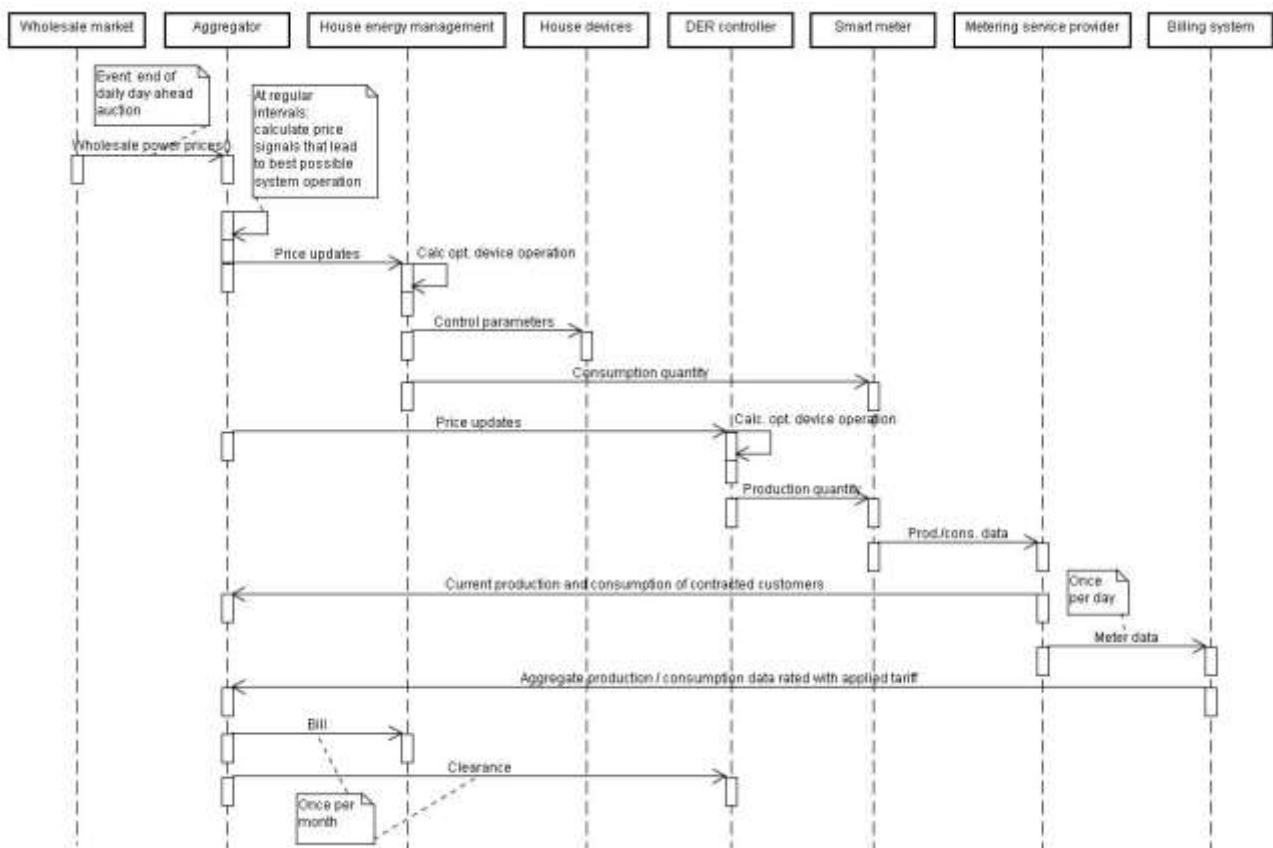 Wholesale market
Aggregator
House energy management
House devices
DER controller
Smart meter
Metering service provider
Billing system
Event: end of
daily day-ahead
auction
At regular
intervals:
calculate price
signals that lead
to best possible
system operation
Wholesale power prices()
Price updates
Calc opt. device operation
Control parameters
Consumption quantity
Price updates
Calc. opt. device operation
Production quantity
Prod./cons. data
Current production and consumption of contracted customers
Once
per day
Meter data
Aggregate production / consumption data rated with applied tariff
Bill
Clearance
Once per
month